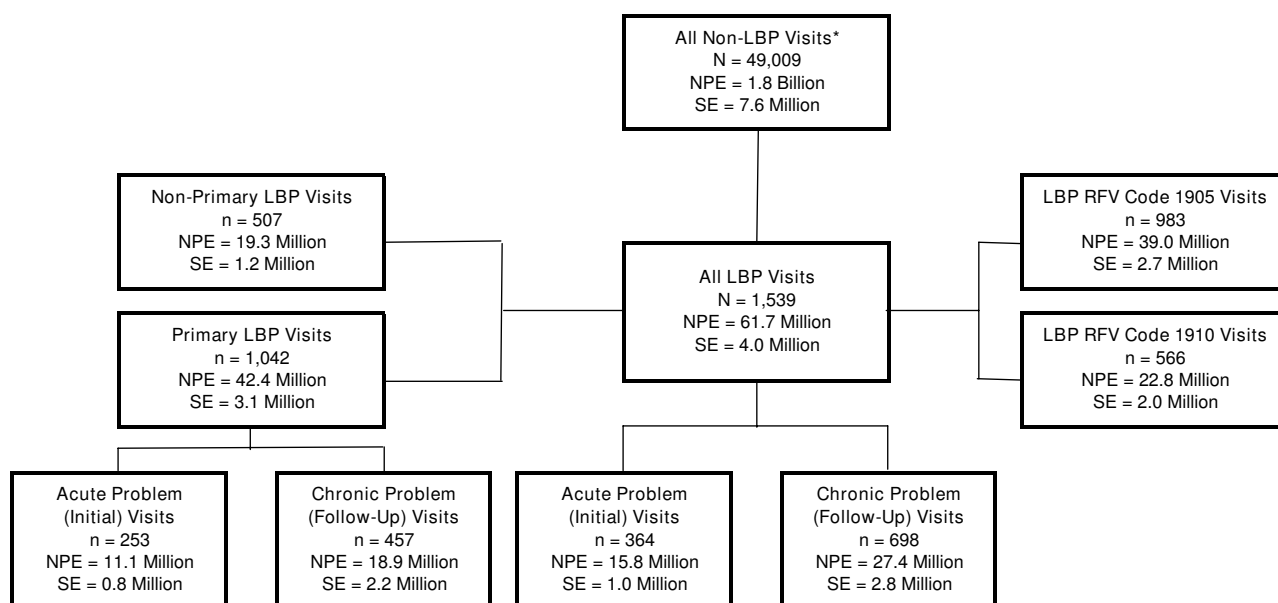 All Non-LBP Visits*
N = 49,009
NPE = 1.8 Billion
SE = 7.6 Million
Non-Primary LBP Visits
n = 507
NPE = 19.3 Million
SE = 1.2 Million
LBP RFV Code 1905 Visits
n = 983
NPE = 39.0 Million
SE = 2.7 Million
All LBP Visits
N = 1,539
NPE = 61.7 Million
SE = 4.0 Million
Primary LBP Visits
n = 1,042
NPE = 42.4 Million
SE = 3.1 Million
LBP RFV Code 1910 Visits
n = 566
NPE = 22.8 Million
SE = 2.0 Million
Acute Problem
(Initial) Visits
n = 253
NPE = 11.1 Million
SE = 0.8 Million
Chronic Problem
(Follow-Up) Visits
n = 457
NPE = 18.9 Million
SE = 2.2 Million
Acute Problem
(Initial) Visits
n = 364
NPE = 15.8 Million
SE = 1.0 Million
Chronic Problem
(Follow-Up) Visits
n = 698
NPE = 27.4 Million
SE = 2.8 Million